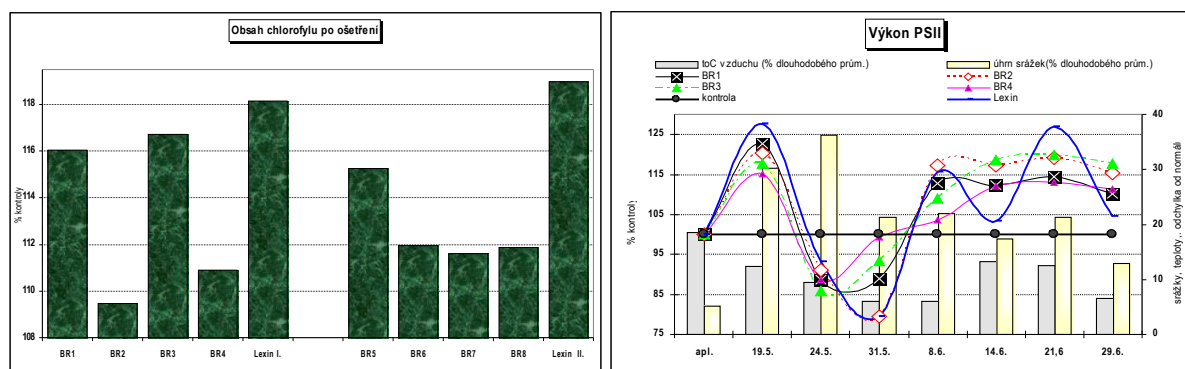 Obsah chlorofylu po ošetření
% kontroly
118
116
114
112
110
108
BR1 BR2 BR3 BR4 Lexin I. BR5 BR6 BR7 BR8 Lexin II.
Výkon PSII
toC vzduchu (% dlouhodobého prům.) úhrn srážek(% dlouhodobého prům.)
BR1 BR2
BR3 BR4
kontrola Lexin
% kontroly
125
115
105
95
85
75
40
30
20
10
0
srážky, teploty,. odchylka od normál
apl. 19.5. 24.5. 31.5. 8.6. 14.6. 21,6 29.6.